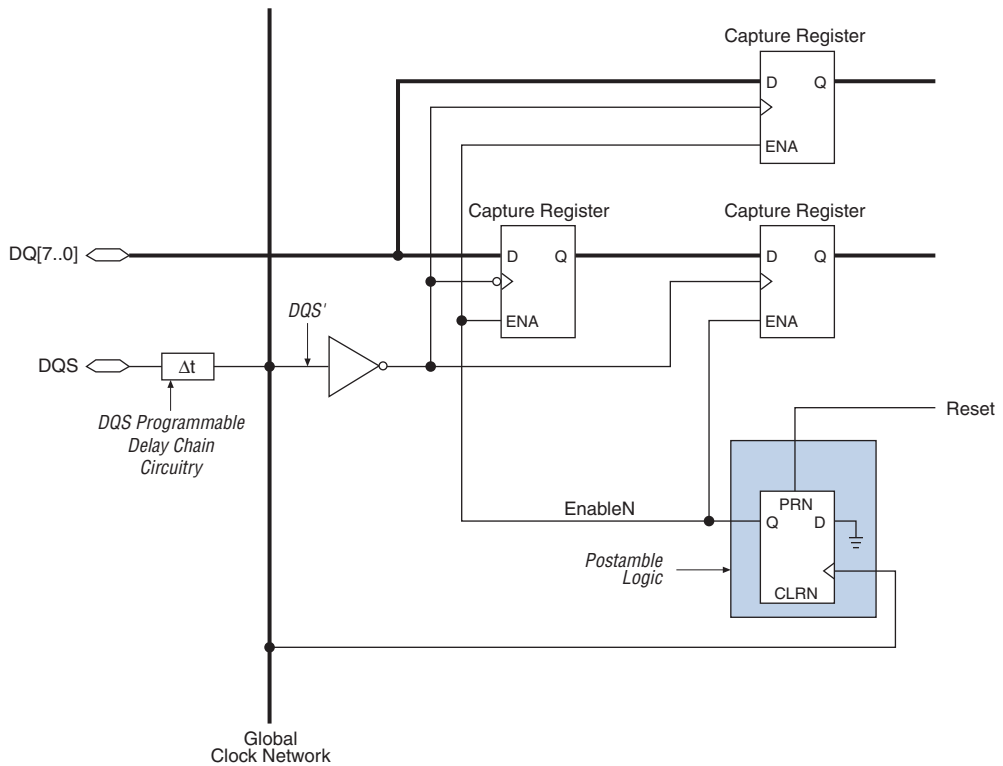 Capture Register
D Q
ENA
Capture Register
Capture Register
DQ[7..0]
D Q
ENA
D Q
ENA
DQS'
DQS
Δt
DQS Programmable
Delay Chain
Circuitry
Reset
EnableN
PRN
Q D
CLRN
Postamble
Logic
Global
Clock Network